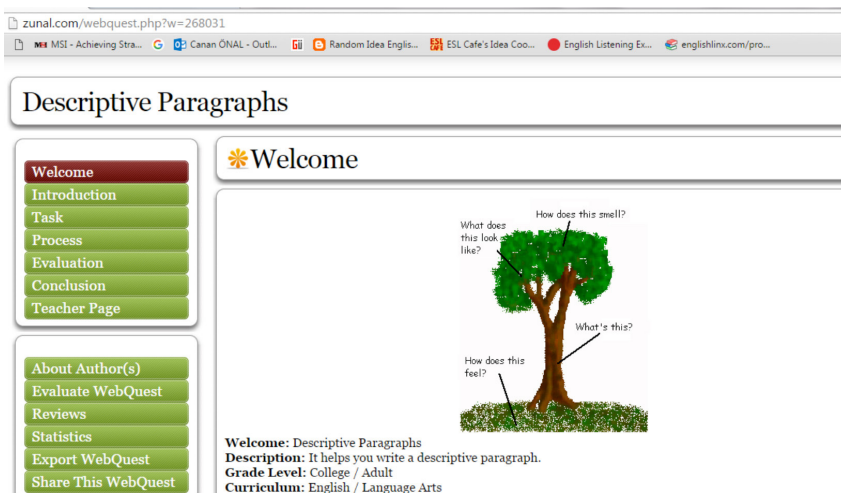 zunal.com/webquest.php?w=268031
MSI - Achieving Stra... Canan ÖNAL - Outl... Random Idea Englis... ESL Cafe's Idea Coo... English Listening Ex... englishlinx.com/pro...
Descriptive Paragraphs
Welcome
Introduction
Task
Process
Evaluation
Conclusion
Teacher Page
About Author(s)
Evaluate WebQuest
Reviews
Statistics
Export WebQuest
Share This WebQuest
Welcome
How does this smell?
What does
this look
like?
What's this?
How does this
feel?
Welcome: Descriptive Paragraphs
Description: It helps you write a descriptive paragraph.
Grade Level: College / Adult
Curriculum: English / Language Arts